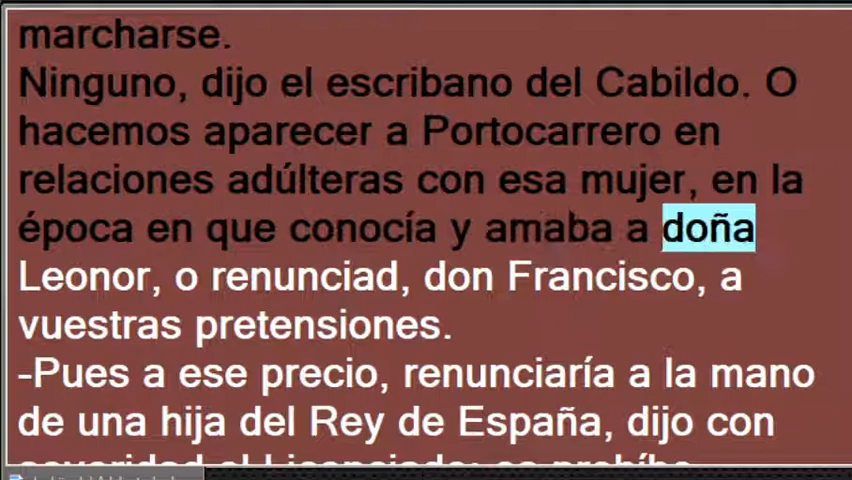 marcharse.
Ninguno, dijo el escribano del Cabildo. O
hacemos aparecer a Portocarrero en
relaciones adúlteras con esa mujer, en la
época en que conocía y amaba a doña
Leonor, o renunciad, don Francisco, a
vuestras pretensiones.
-Pues a ese precio, renunciaría a la mano
de una hija del Rey de España, dijo con